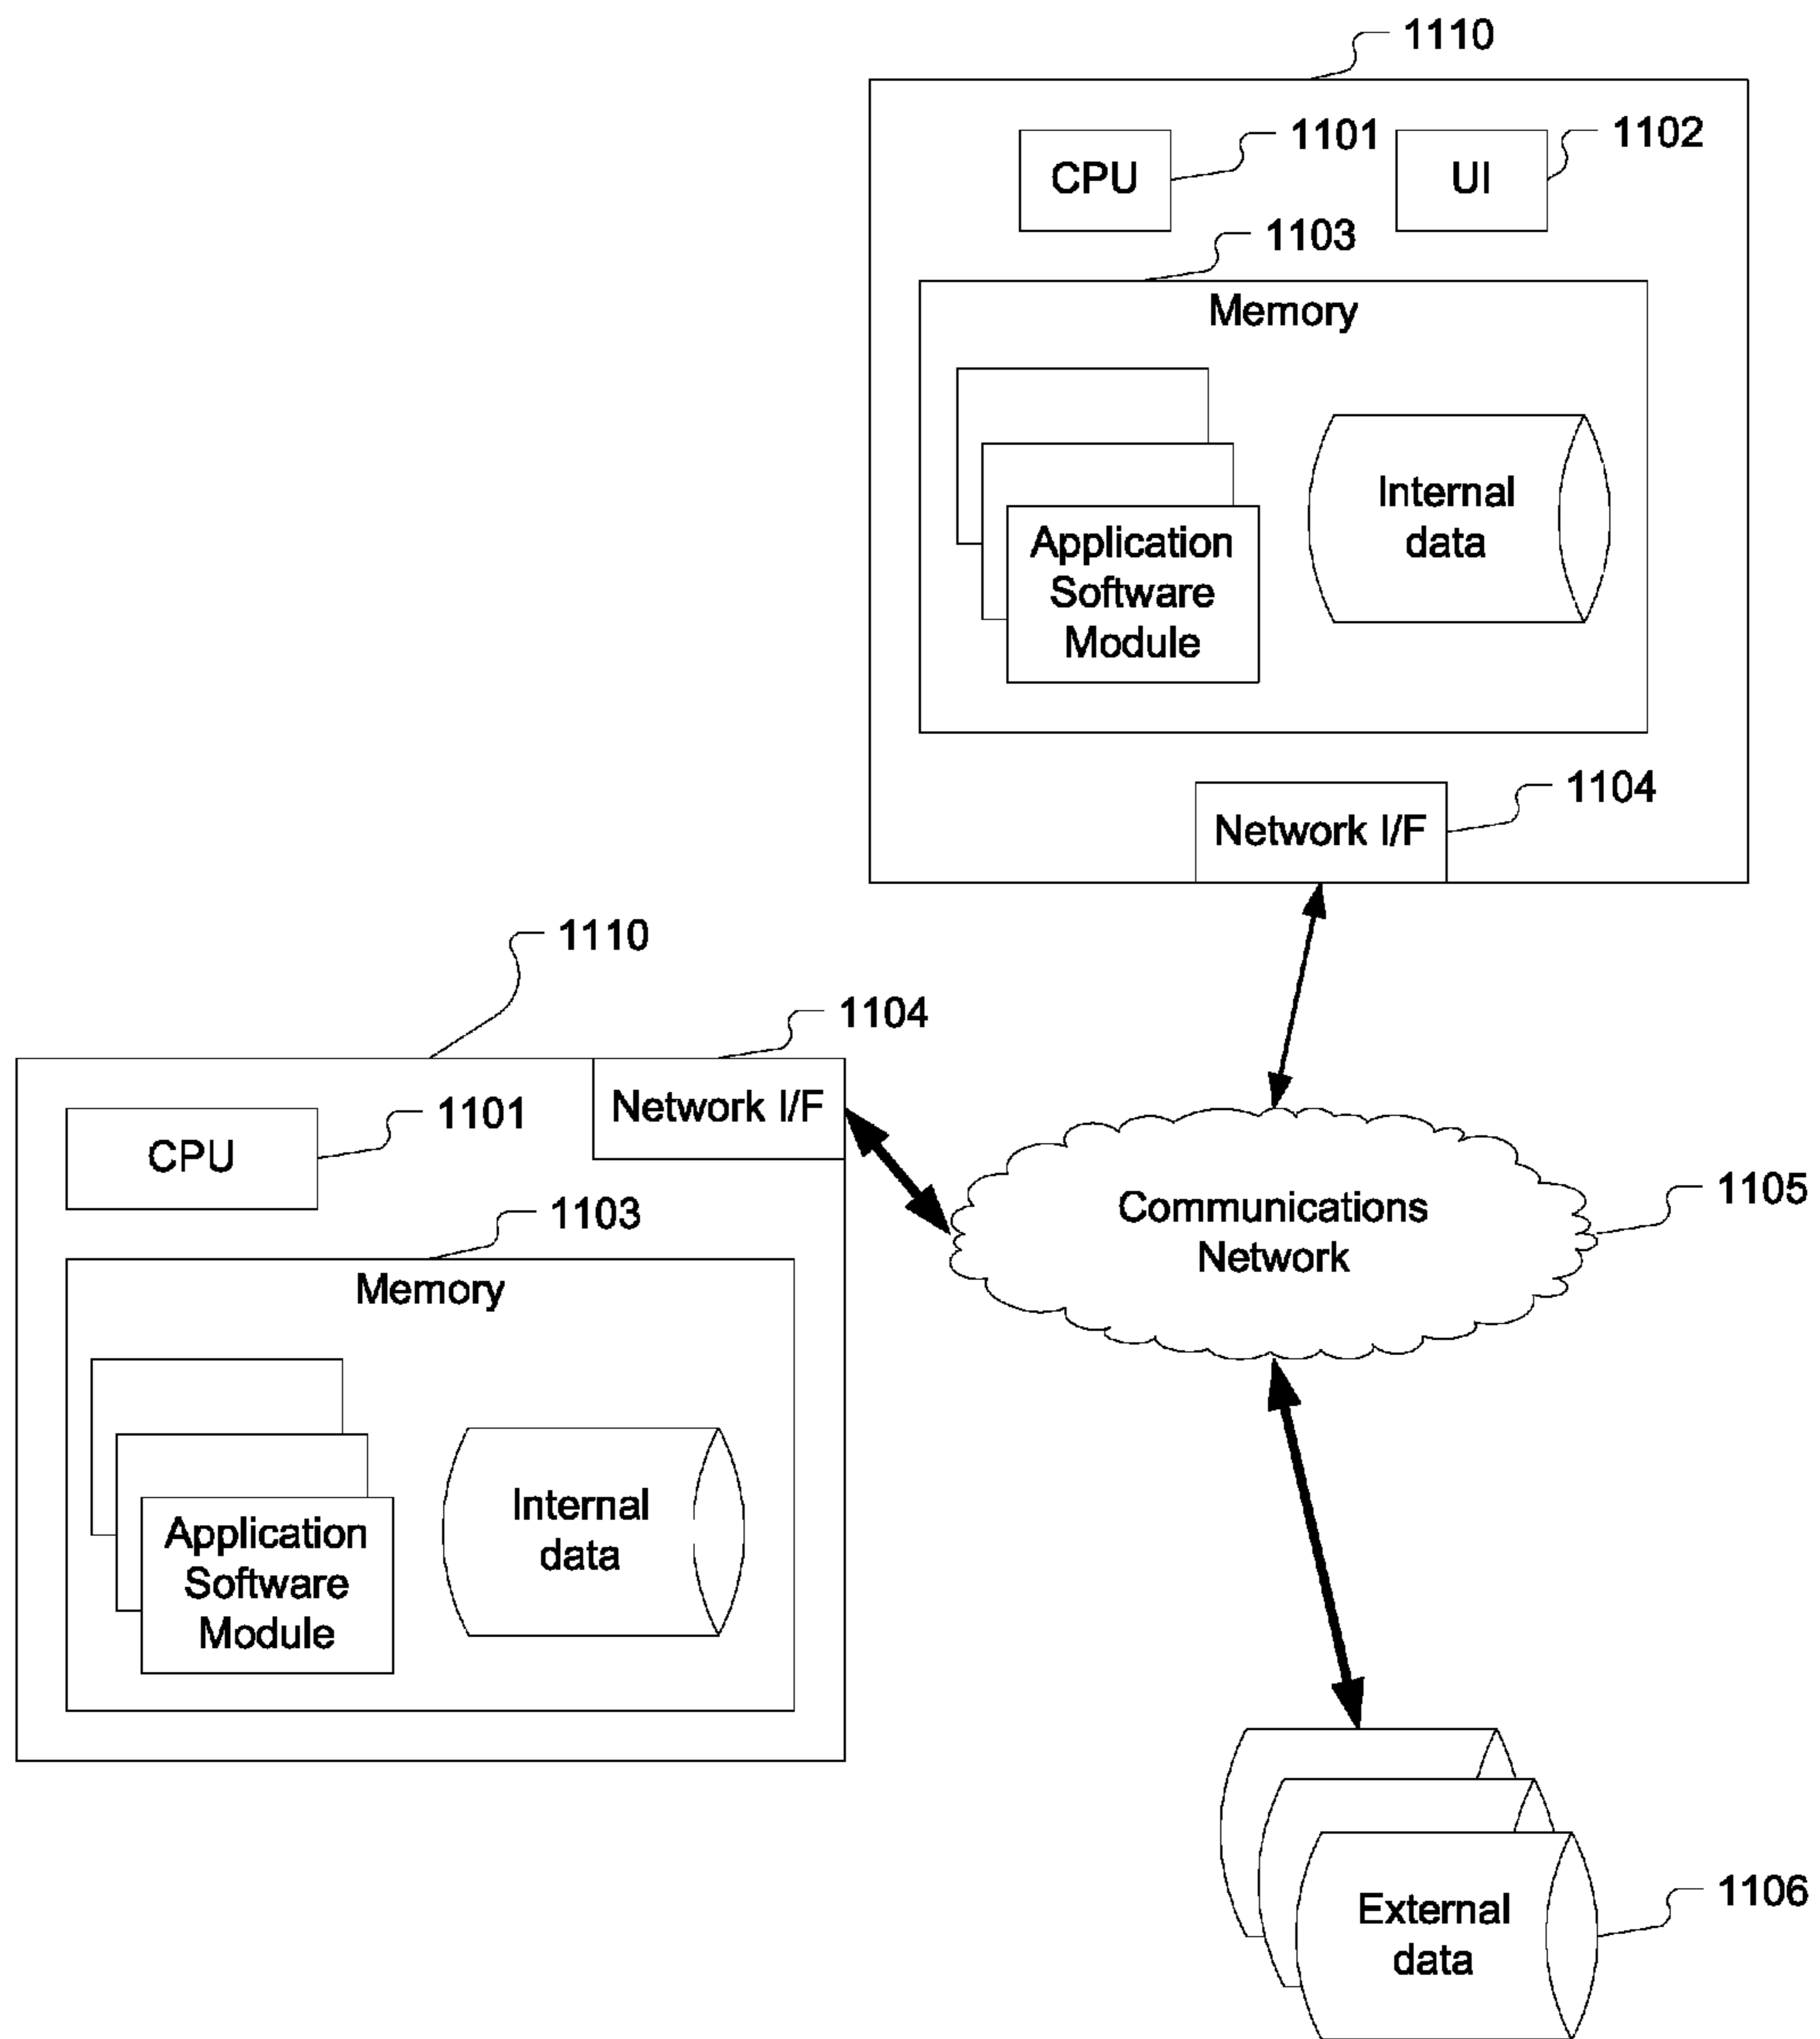 1110
1101
1102
CPU
UI
1103
Memory
Internal
data
Application
Software
Module
1104
Network I/F
1110
1104
Network I/F
1101
CPU
1103
Memory
Internal
data
Application
Software
Module
Communications
Network
1105
External
data
1106